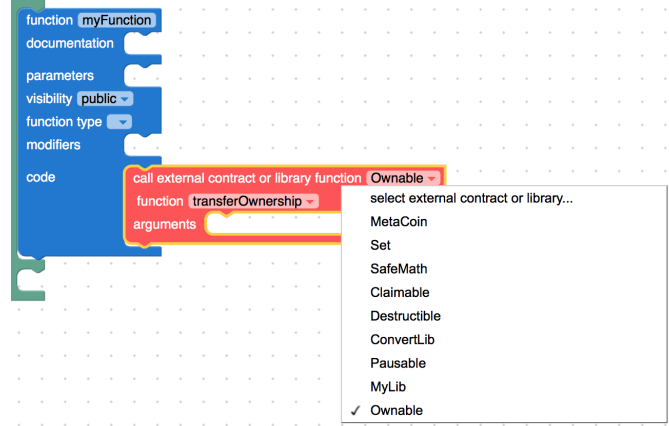 function myFunction
documentation
parameters
visibility public
function type
modifiers
code
call external contract or library function Ownable
function transferOwnership
arguments
select external contract or library...
MetaCoin
Set
SafeMath
Claimable
Destructible
ConvertLib
Pausable
MyLib
✓ Ownable